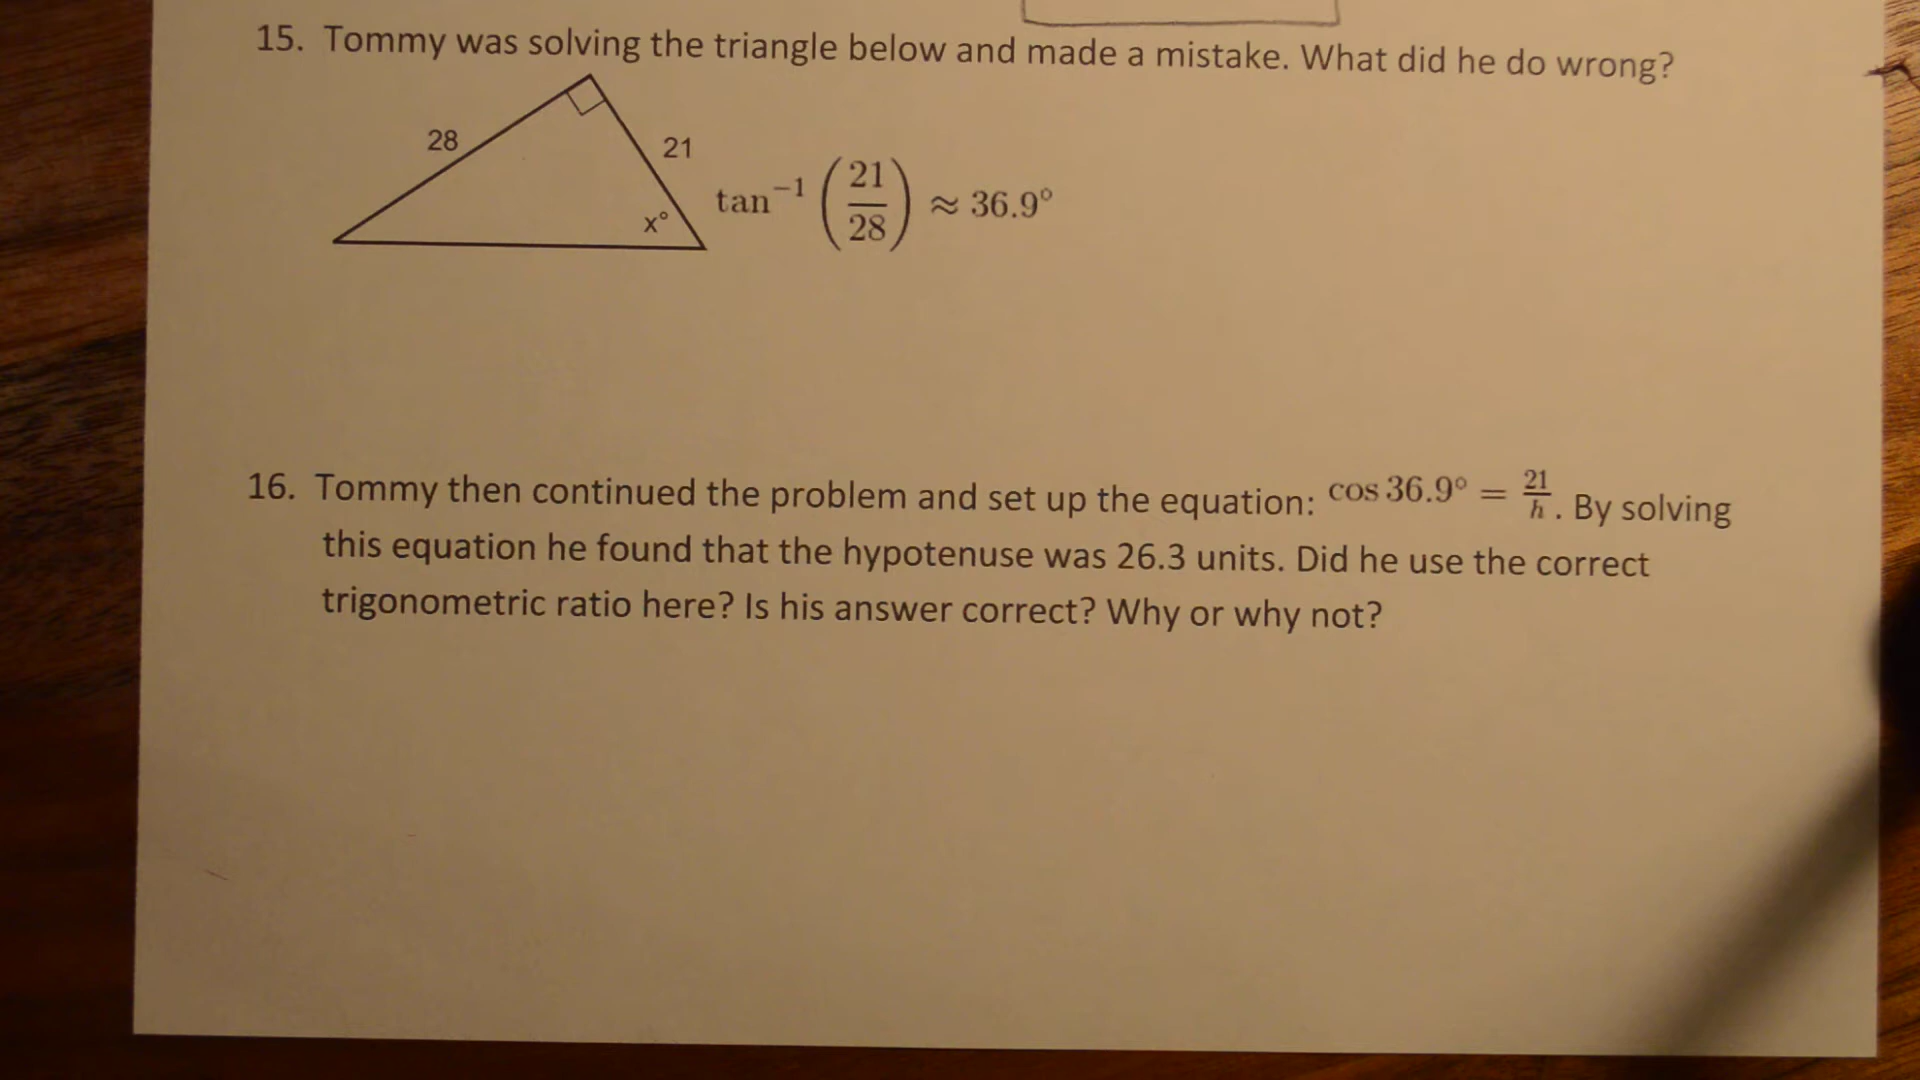 15. Tommy was solving the triangle below and made a mistake. What did he do wrong?
28
21
x°
tan⁻¹ (21/28) ≈ 36.9°
16. Tommy then continued the problem and set up the equation: cos 36.9° = 21/h. By solving
this equation he found that the hypotenuse was 26.3 units. Did he use the correct
trigonometric ratio here? Is his answer correct? Why or why not?